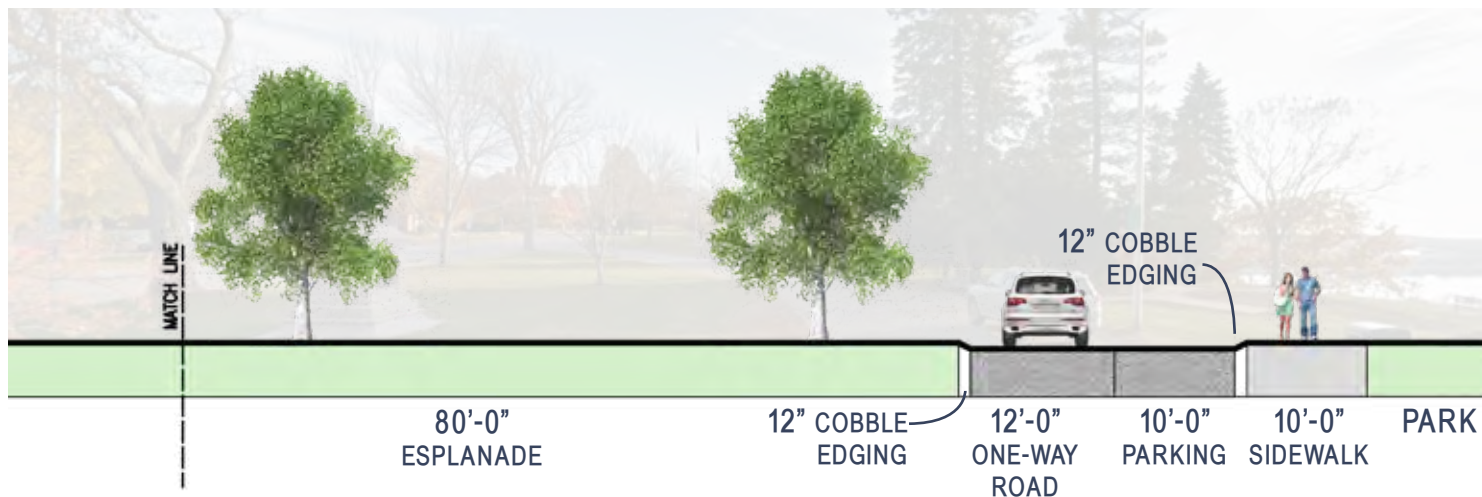 MATCH LINE
12” COBBLE
EDGING
80’-0”
ESPLANADE
12” COBBLE
EDGING
12’-0”
ONE-WAY
ROAD
10’-0”
PARKING
10’-0”
SIDEWALK
PARK